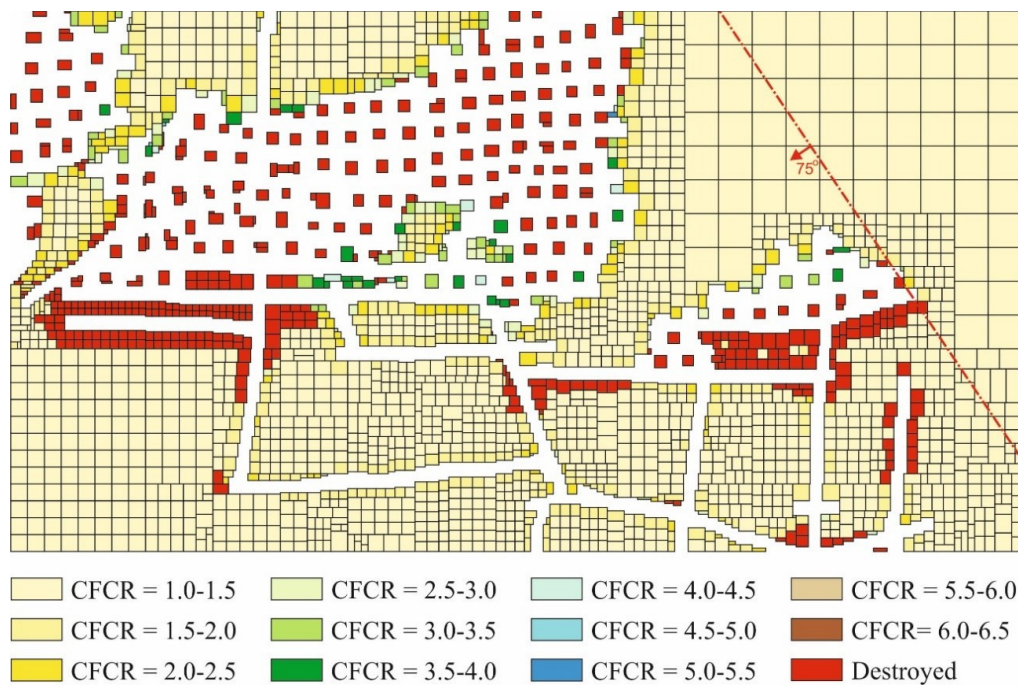 75°
CFCR = 1.0-1.5 CFCR = 2.5-3.0 CFCR = 4.0-4.5 CFCR = 5.5-6.0
CFCR = 1.5-2.0 CFCR = 3.0-3.5 CFCR = 4.5-5.0 CFCR= 6.0-6.5
CFCR = 2.0-2.5 CFCR = 3.5-4.0 CFCR = 5.0-5.5 Destroyed